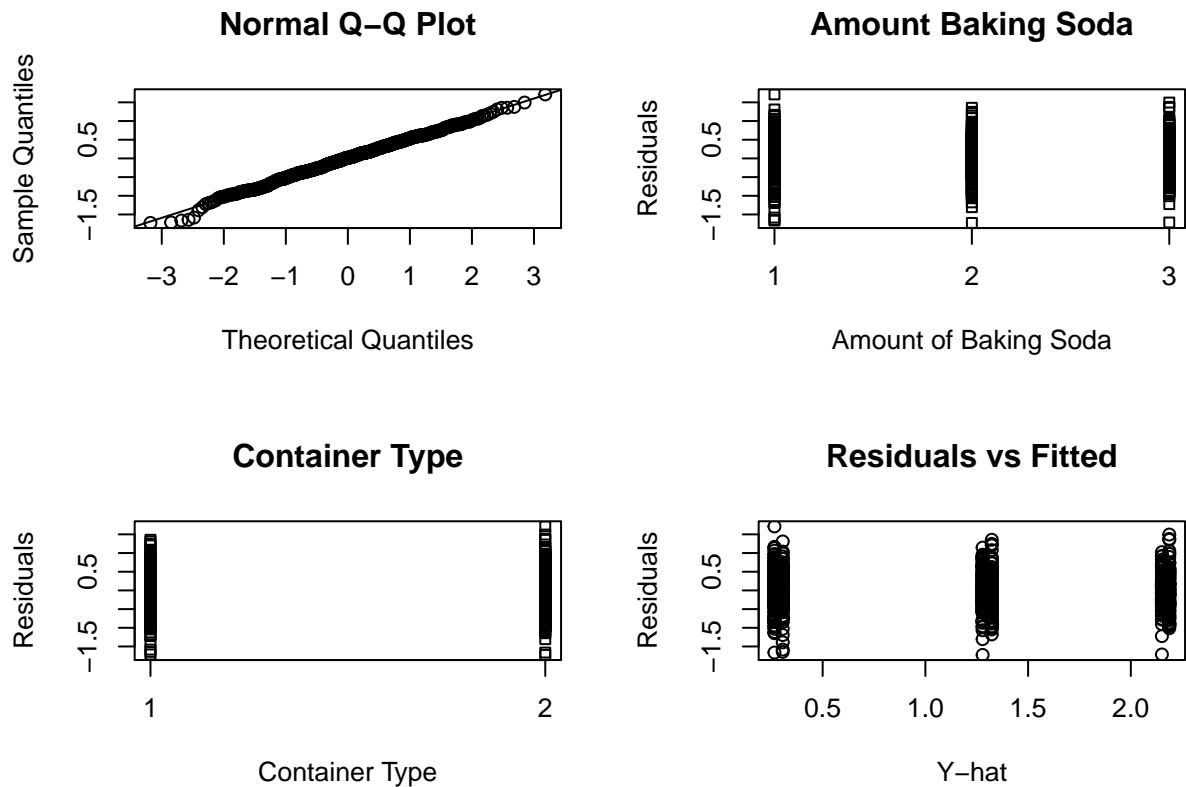 Normal Q−Q Plot
Sample Quantiles
0.5
−1.5
−3 −2 −1 0 1 2 3
Theoretical Quantiles
Amount Baking Soda
Residuals
0.5
−1.5
1 2 3
Amount of Baking Soda
Container Type
Residuals
0.5
−1.5
1 2
Container Type
Residuals vs Fitted
Residuals
0.5
−1.5
0.5 1.0 1.5 2.0
Y−hat